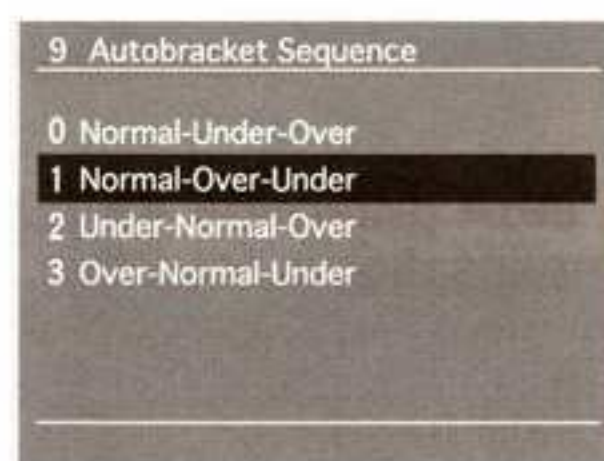 9 Autobracket Sequence
0 Normal-Under-Over
1 Normal-Over-Under
2 Under-Normal-Over
3 Over-Normal-Under